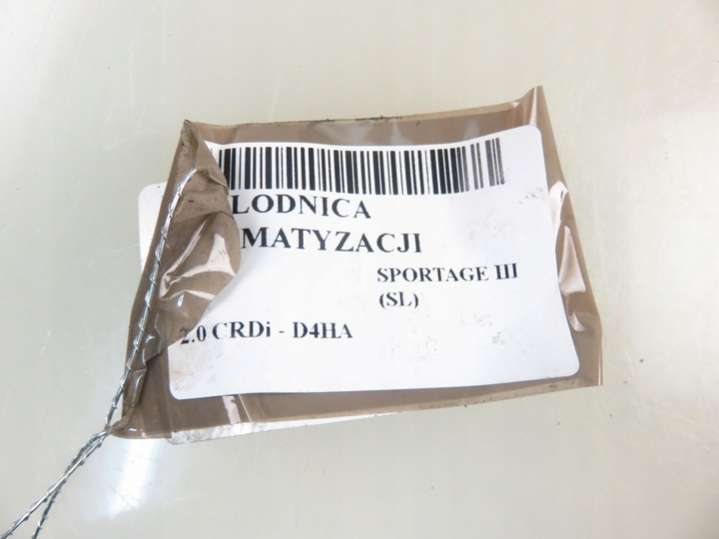 LODNICA
MATYZACJI
SPORTAGE III
(SL)
2.0 CRDi - D4HA